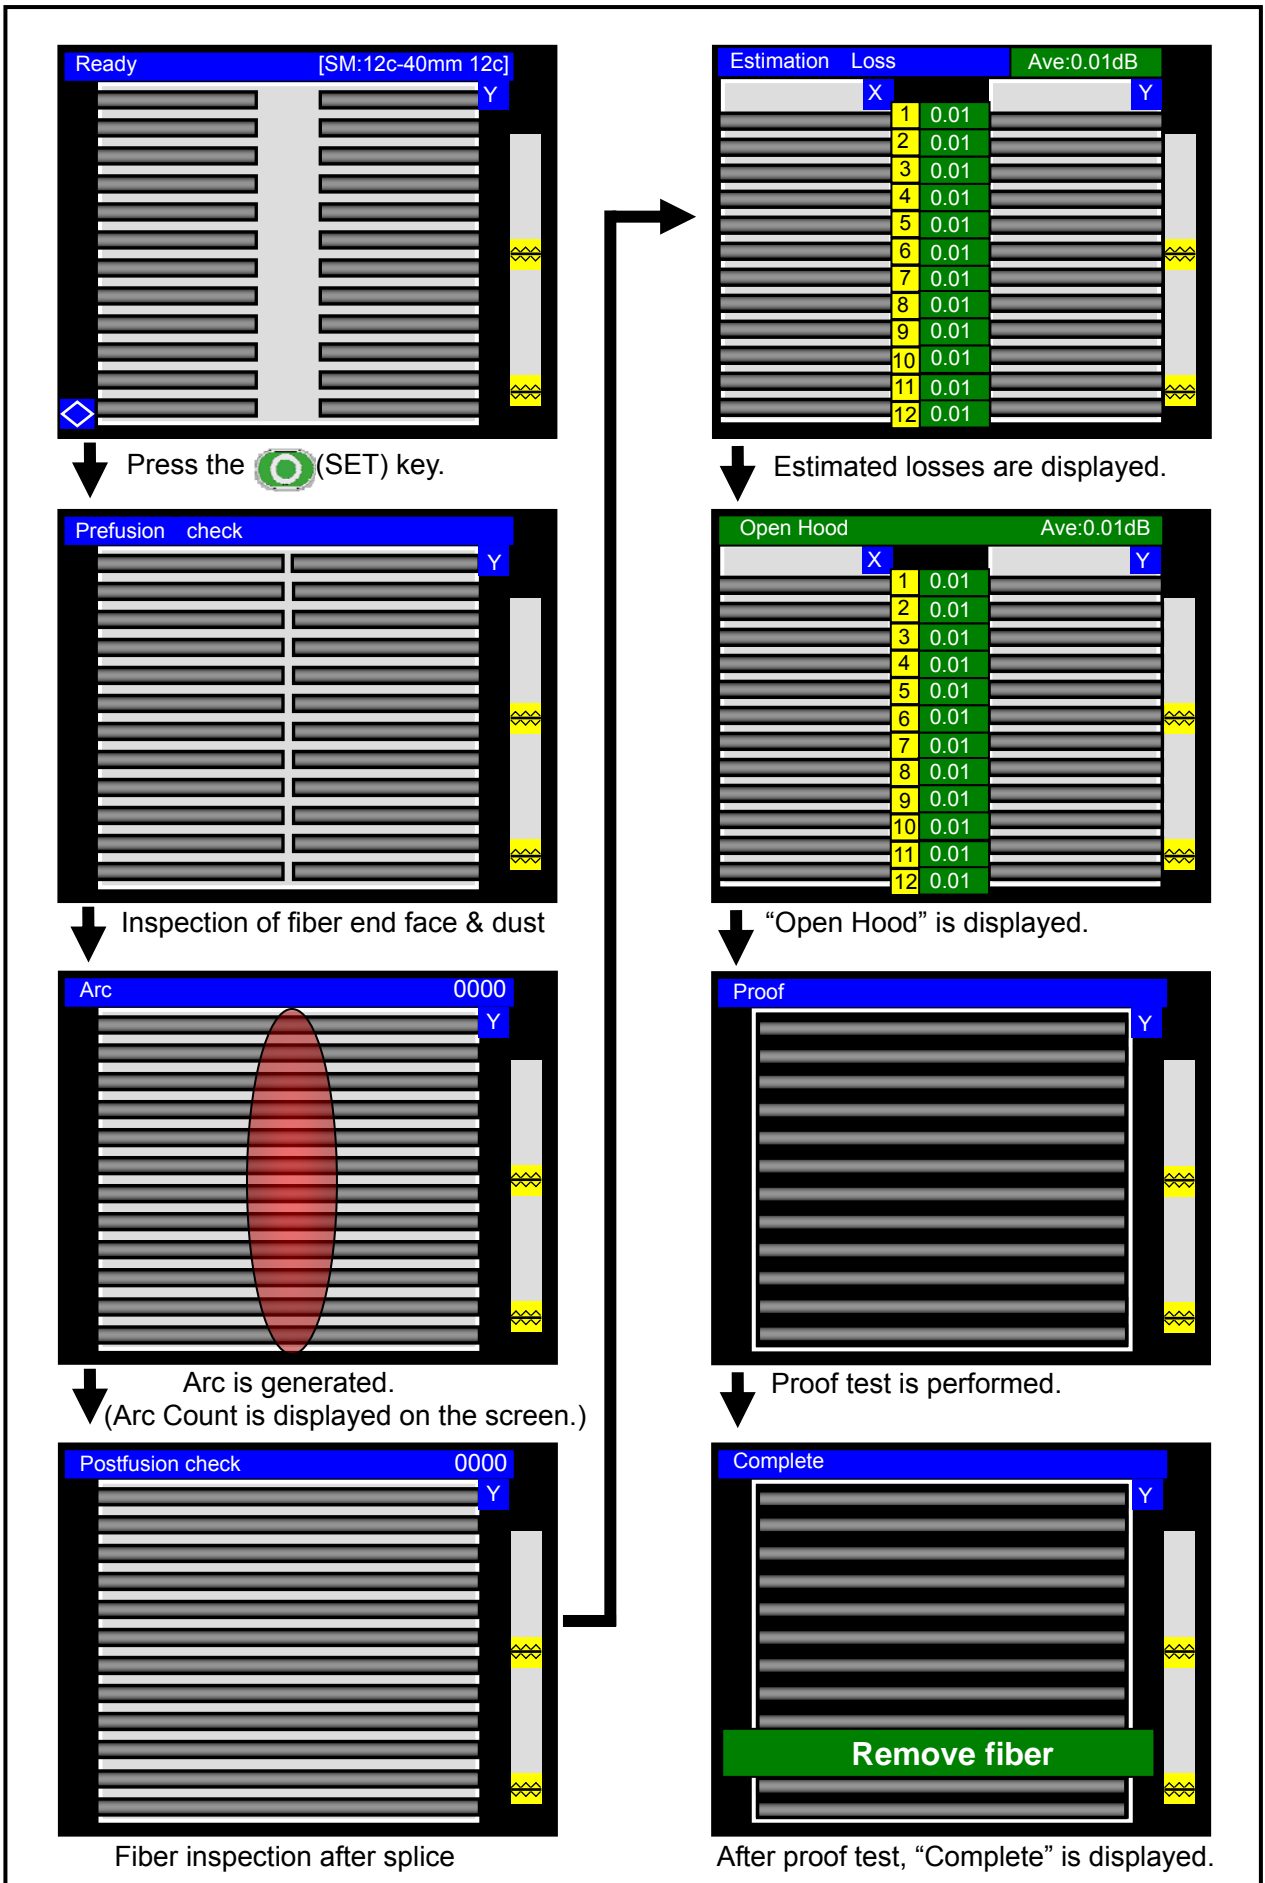 Ready [SM:12c-40mm 12c]
Y
Press the (SET) key.
Prefusion check
Y
Inspection of fiber end face & dust
Arc 0000
Y
Arc is generated.
(Arc Count is displayed on the screen.)
Postfusion check 0000
Y
Fiber inspection after splice
Estimation Loss Ave:0.01dB
X Y
1 0.01
2 0.01
3 0.01
4 0.01
5 0.01
6 0.01
7 0.01
8 0.01
9 0.01
10 0.01
11 0.01
12 0.01
Estimated losses are displayed.
Open Hood Ave:0.01dB
X Y
1 0.01
2 0.01
3 0.01
4 0.01
5 0.01
6 0.01
7 0.01
8 0.01
9 0.01
10 0.01
11 0.01
12 0.01
“Open Hood” is displayed.
Proof
Y
Proof test is performed.
Complete
Y
Remove fiber
After proof test, “Complete” is displayed.